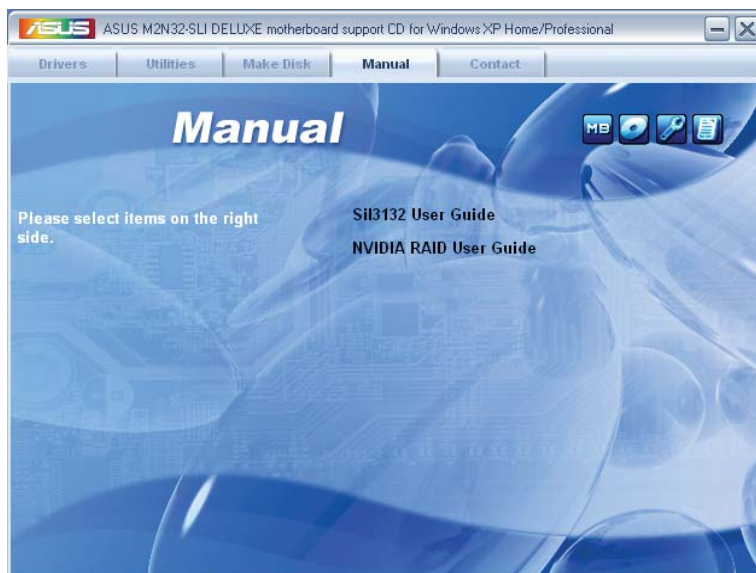 ASUS
ASUS M2N32-SLI DELUXE motherboard support CD for Windows XP Home/Professional
Drivers
Utilities
Make Disk
Manual
Contact
Manual
MB
Please select items on the right
side.
SiI3132 User Guide
NVIDIA RAID User Guide